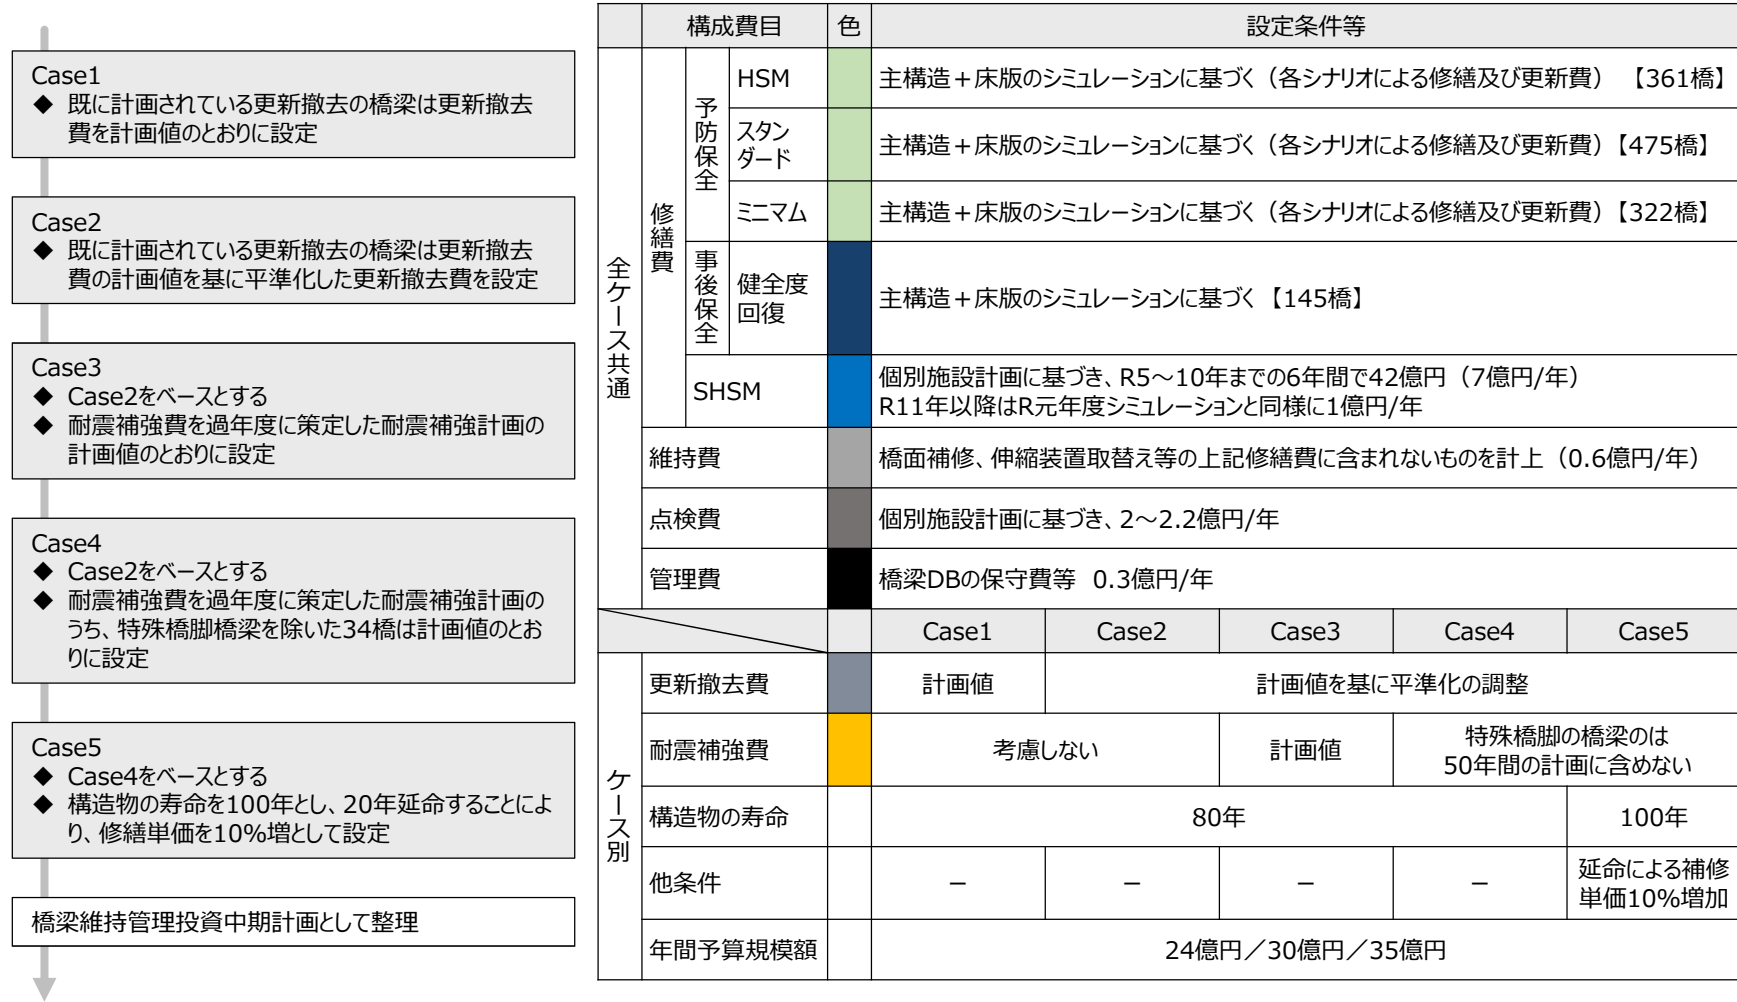 Case1
◆ 既に計画されている更新撤去の橋梁は更新撤去
費を計画値のとおりに設定
Case2
◆ 既に計画されている更新撤去の橋梁は更新撤去
費の計画値を基に平準化した更新撤去費を設定
Case3
◆ Case2をベースとする
◆ 耐震補強費を過年度に策定した耐震補強計画の
計画値のとおりに設定
Case4
◆ Case2をベースとする
◆ 耐震補強費を過年度に策定した耐震補強計画の
うち、特殊橋脚橋梁を除いた34橋は計画値のとお
りに設定
Case5
◆ Case4をベースとする
◆ 構造物の寿命を100年とし、20年延命することによ
り、修繕単価を10%増として設定
橋梁維持管理投資中期計画として整理
構成費目 色 設定条件等
全ケース共通
修繕費
予防保全
HSM 主構造＋床版のシミュレーションに基づく（各シナリオによる修繕及び更新費） 【361橋】
スタン
ダード
主構造＋床版のシミュレーションに基づく（各シナリオによる修繕及び更新費）【475橋】
ミニマム 主構造＋床版のシミュレーションに基づく（各シナリオによる修繕及び更新費）【322橋】
事後保全
健全度
回復
主構造＋床版のシミュレーションに基づく【145橋】
SHSM
個別施設計画に基づき、R5～10年までの6年間で42億円（7億円/年）
R11年以降はR元年度シミュレーションと同様に1億円/年
維持費 橋面補修、伸縮装置取替え等の上記修繕費に含まれないものを計上（0.6億円/年）
点検費 個別施設計画に基づき、2～2.2億円/年
管理費 橋梁DBの保守費等 0.3億円/年
Case1 Case2 Case3 Case4 Case5
ケース別
更新撤去費 計画値 計画値を基に平準化の調整
耐震補強費 考慮しない 計画値
特殊橋脚の橋梁のは
50年間の計画に含めない
構造物の寿命 80年 100年
他条件 － － － －
延命による補修
単価10%増加
年間予算規模額 24億円／30億円／35億円